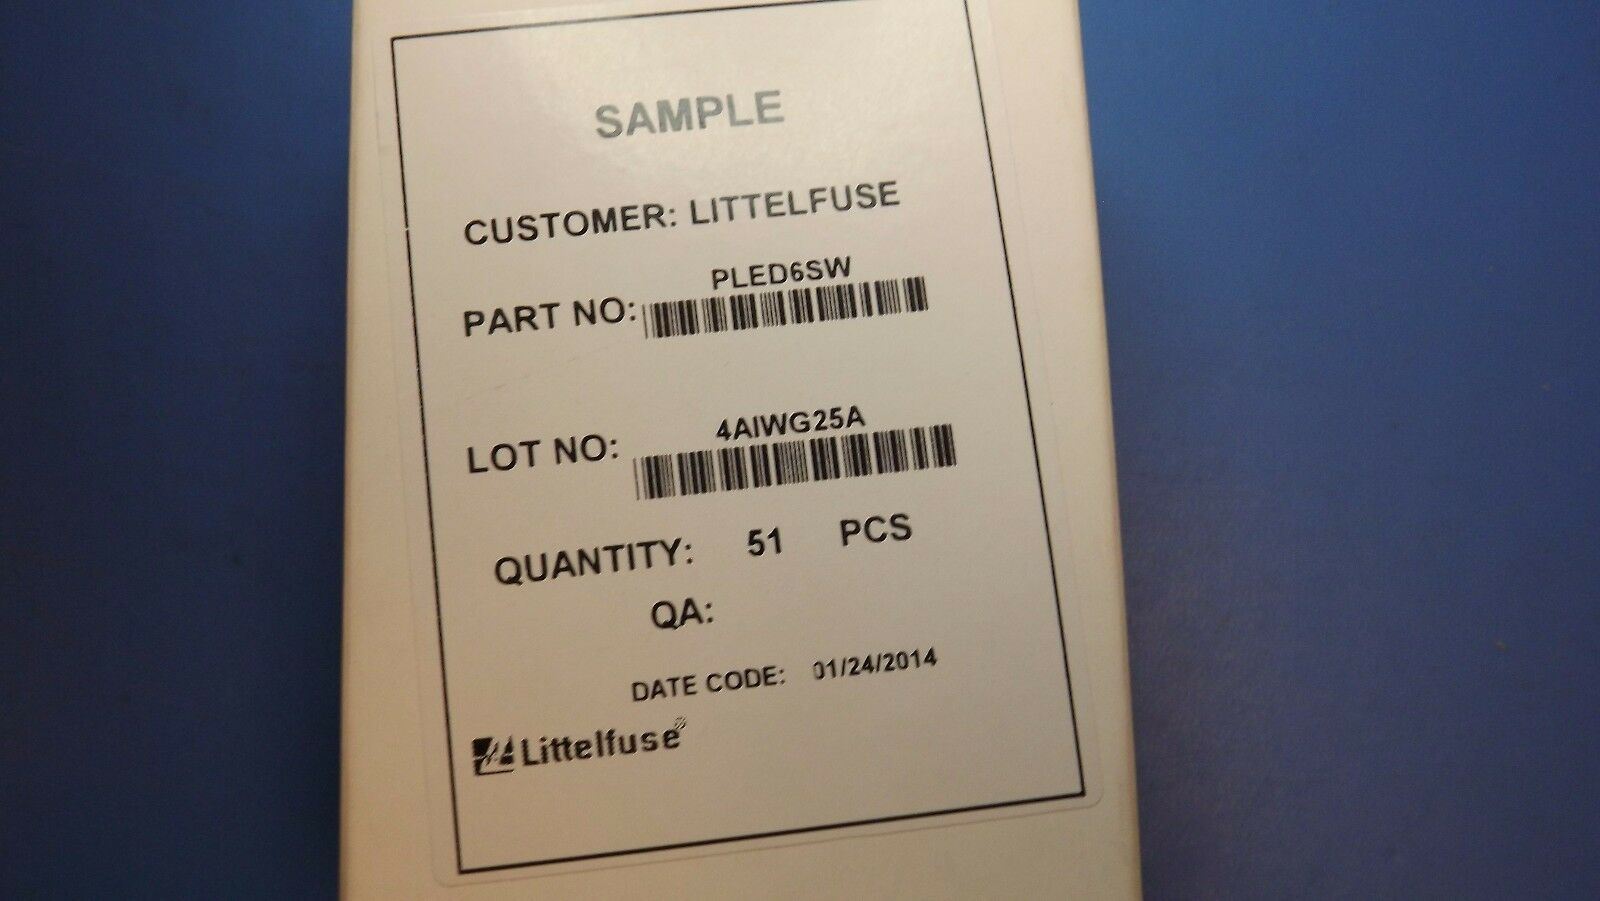 SAMPLE
CUSTOMER: LITTELFUSE
PLED6SW
PART NO:
4AIWG25A
LOT NO:
QUANTITY: 51 PCS
QA:
DATE CODE: 01/24/2014
Littelfuse®